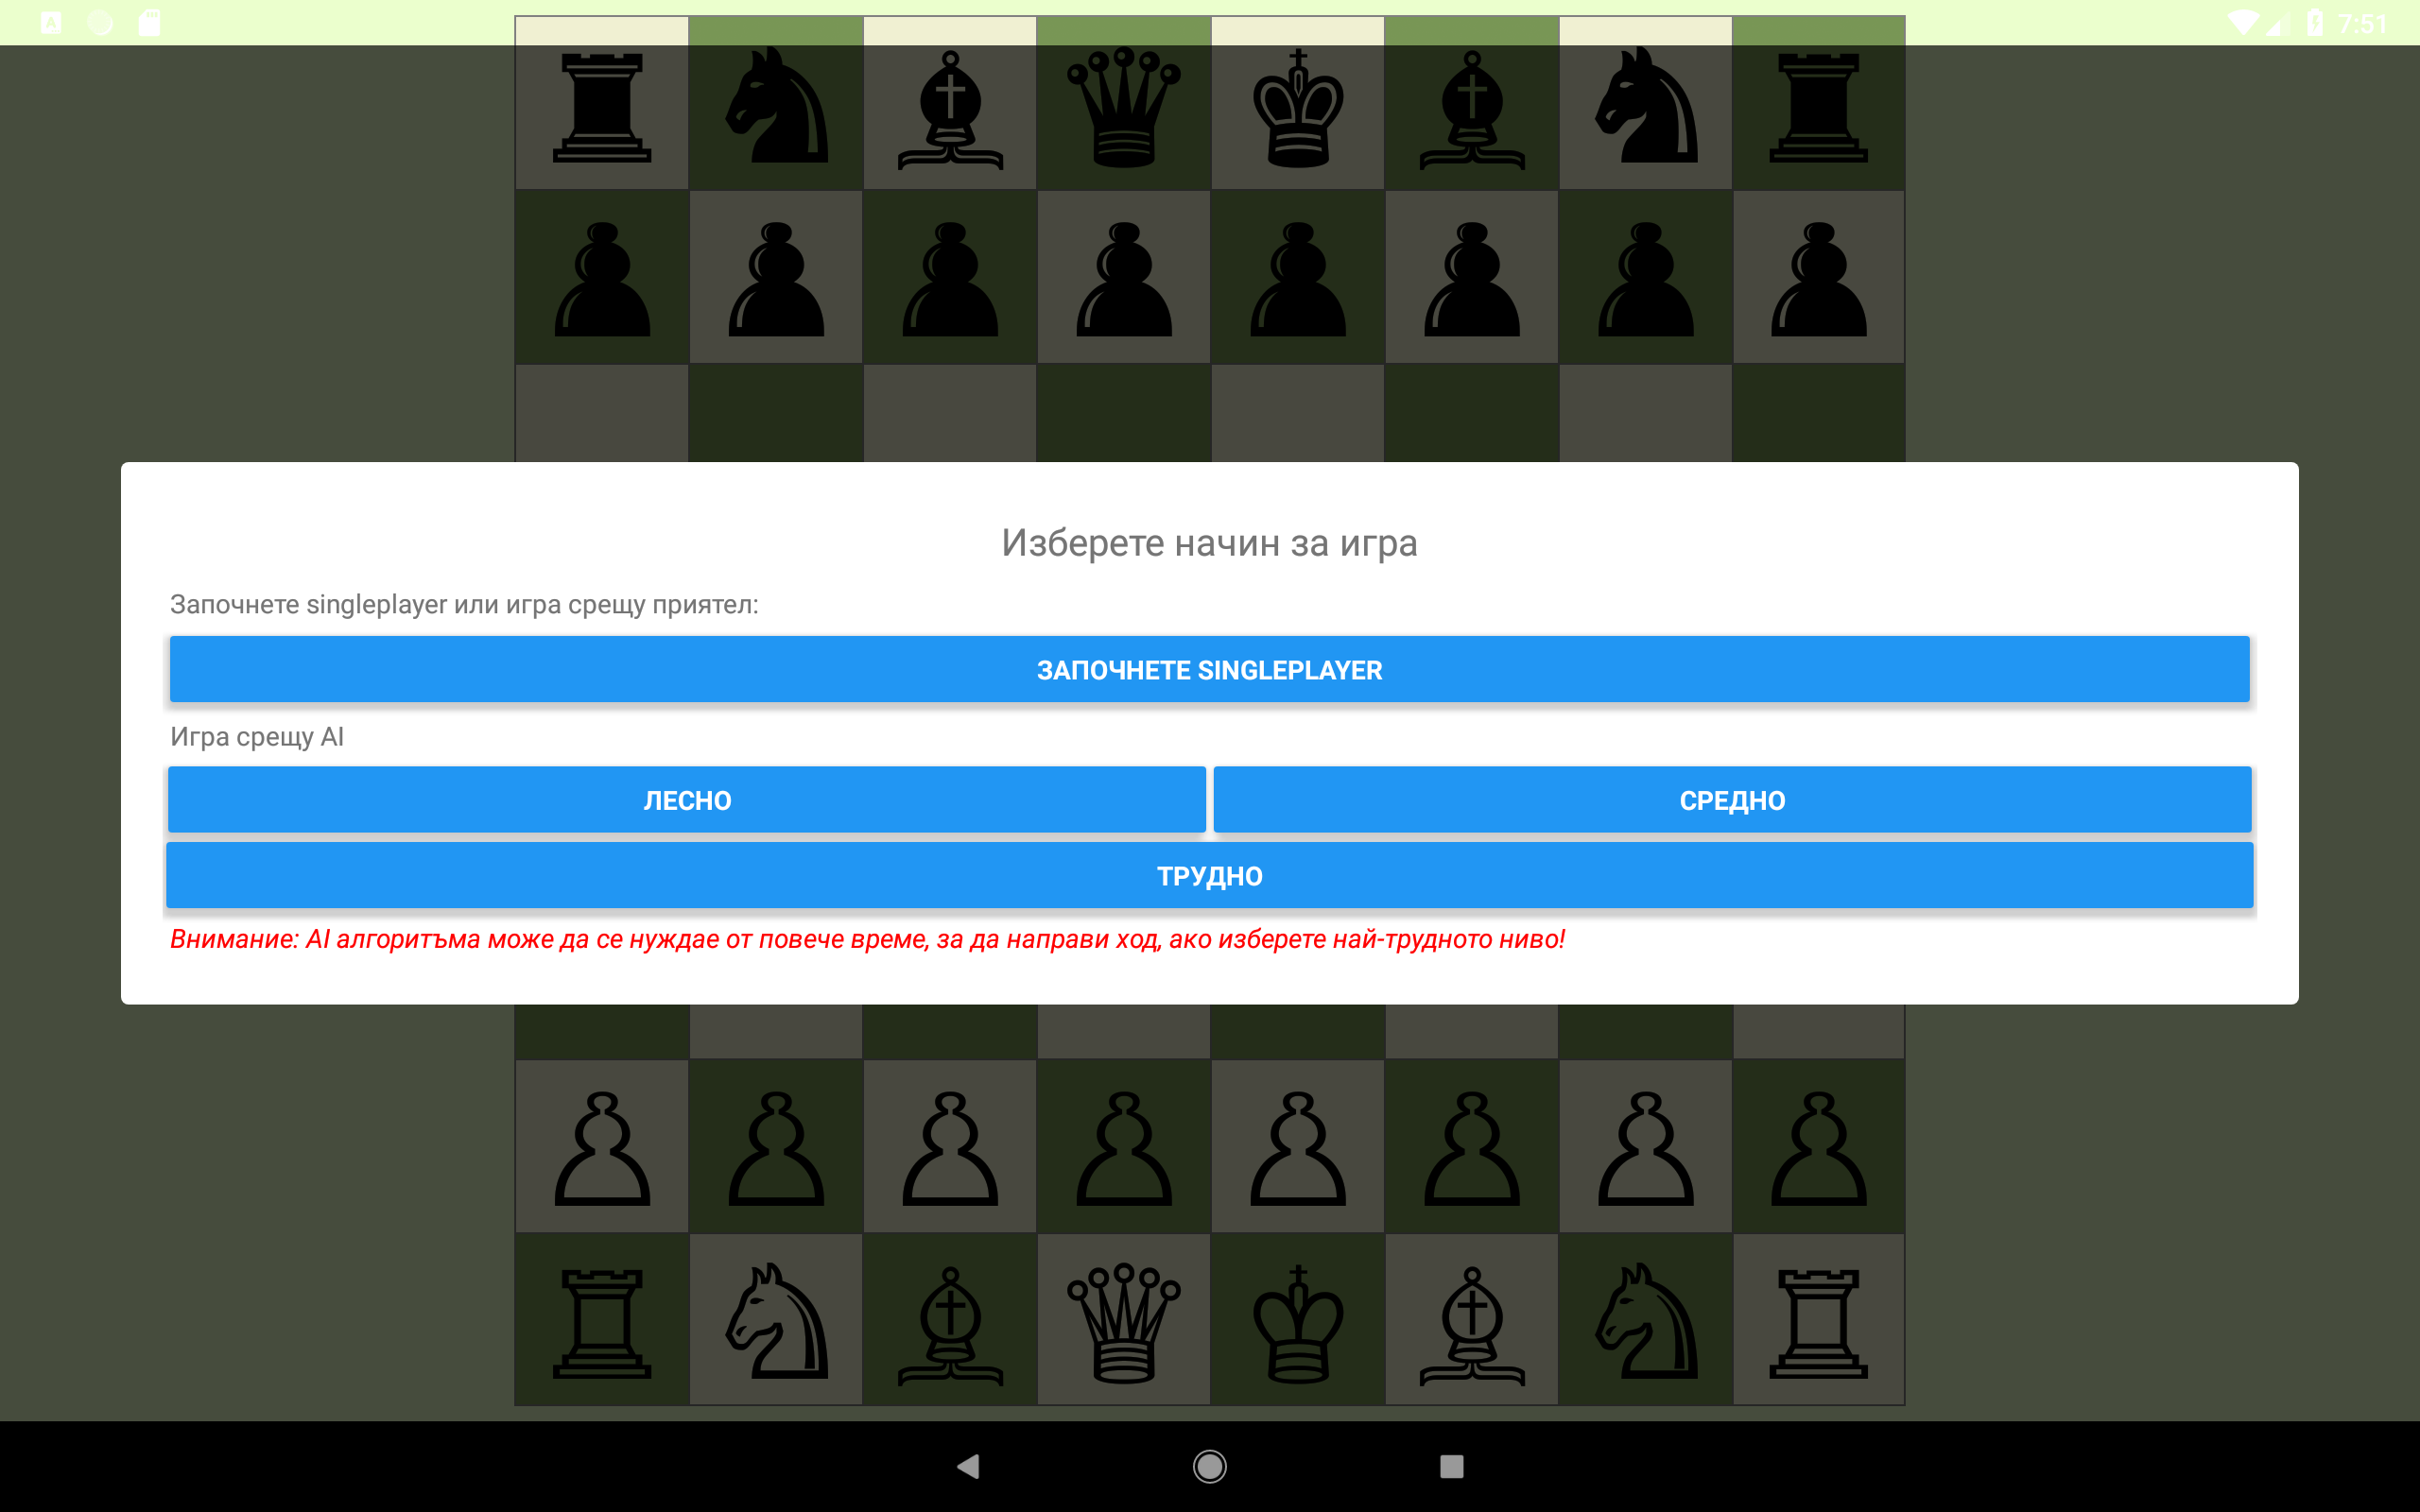 7:51
Изберете начин за игра
Започнете singleplayer или игра срещу приятел:
ЗАПОЧНЕТЕ SINGLEPLAYER
Игра срещу AI
ЛЕСНО СРЕДНО
ТРУДНО
Внимание: AI алгоритъма може да се нуждае от повече време, за да направи ход, ако изберете най-трудното ниво!